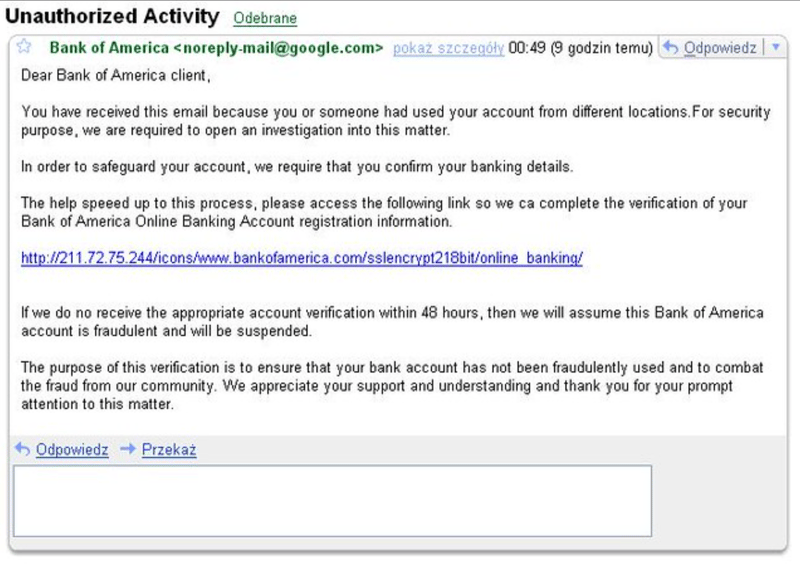 Unauthorized Activity Odebrane
Bank of America <noreply-mail@google.com> pokaż szczegóły 00:49 (9 godzin temu) Odpowiedz
Dear Bank of America client,
You have received this email because you or someone had used your account from different locations.For security
purpose, we are required to open an investigation into this matter.
In order to safeguard your account, we require that you confirm your banking details.
The help speeed up to this process, please access the following link so we ca complete the verification of your
Bank of America Online Banking Account registration information.
http://211.72.75.244/icons/www.bankofamerica.com/sslencrypt218bit/online_banking/
If we do no receive the appropriate account verification within 48 hours, then we will assume this Bank of America
account is fraudulent and will be suspended.
The purpose of this verification is to ensure that your bank account has not been fraudulently used and to combat
the fraud from our community. We appreciate your support and understanding and thank you for your prompt
attention to this matter.
Odpowiedz Przekaż